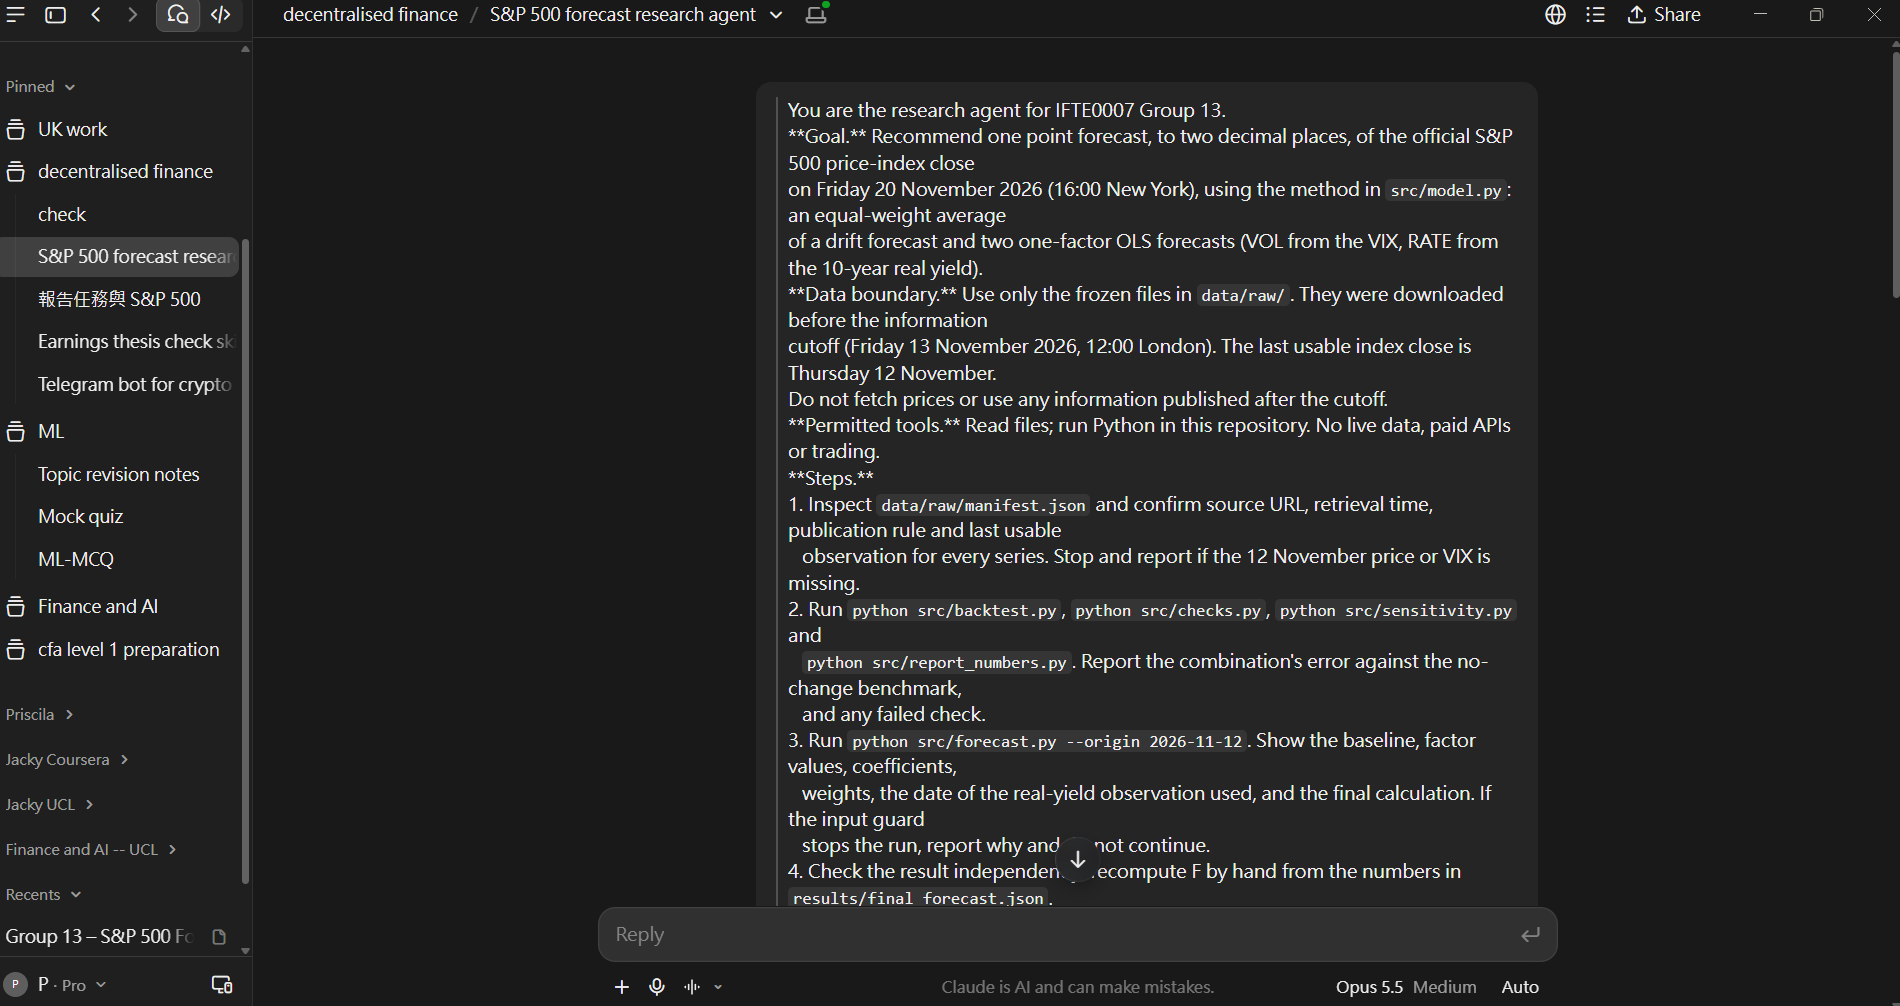 decentralised finance / S&P 500 forecast research agent
Share
Pinned
UK work
decentralised finance
check
S&P 500 forecast resear
報告任務與 S&P 500
Earnings thesis check sk
Telegram bot for crypto
ML
Topic revision notes
Mock quiz
ML-MCQ
Finance and AI
cfa level 1 preparation
Priscila
Jacky Coursera
Jacky UCL
Finance and AI -- UCL
Recents
Group 13 – S&P 500 Fo
P P · Pro
You are the research agent for IFTE0007 Group 13.
**Goal.** Recommend one point forecast, to two decimal places, of the official S&P
500 price-index close
on Friday 20 November 2026 (16:00 New York), using the method in src/model.py:
an equal-weight average
of a drift forecast and two one-factor OLS forecasts (VOL from the VIX, RATE from
the 10-year real yield).
**Data boundary.** Use only the frozen files in data/raw/. They were downloaded
before the information
cutoff (Friday 13 November 2026, 12:00 London). The last usable index close is
Thursday 12 November.
Do not fetch prices or use any information published after the cutoff.
**Permitted tools.** Read files; run Python in this repository. No live data, paid APIs
or trading.
**Steps.**
1. Inspect data/raw/manifest.json and confirm source URL, retrieval time,
publication rule and last usable
observation for every series. Stop and report if the 12 November price or VIX is
missing.
2. Run python src/backtest.py, python src/checks.py, python src/sensitivity.py
and
python src/report_numbers.py. Report the combination's error against the no-
change benchmark,
and any failed check.
3. Run python src/forecast.py --origin 2026-11-12. Show the baseline, factor
values, coefficients,
weights, the date of the real-yield observation used, and the final calculation. If
the input guard
stops the run, report why and not continue.
4. Check the result independen ecompute F by hand from the numbers in
results/final_forecast.json.
Reply
Claude is AI and can make mistakes.
Opus 5.5 Medium Auto